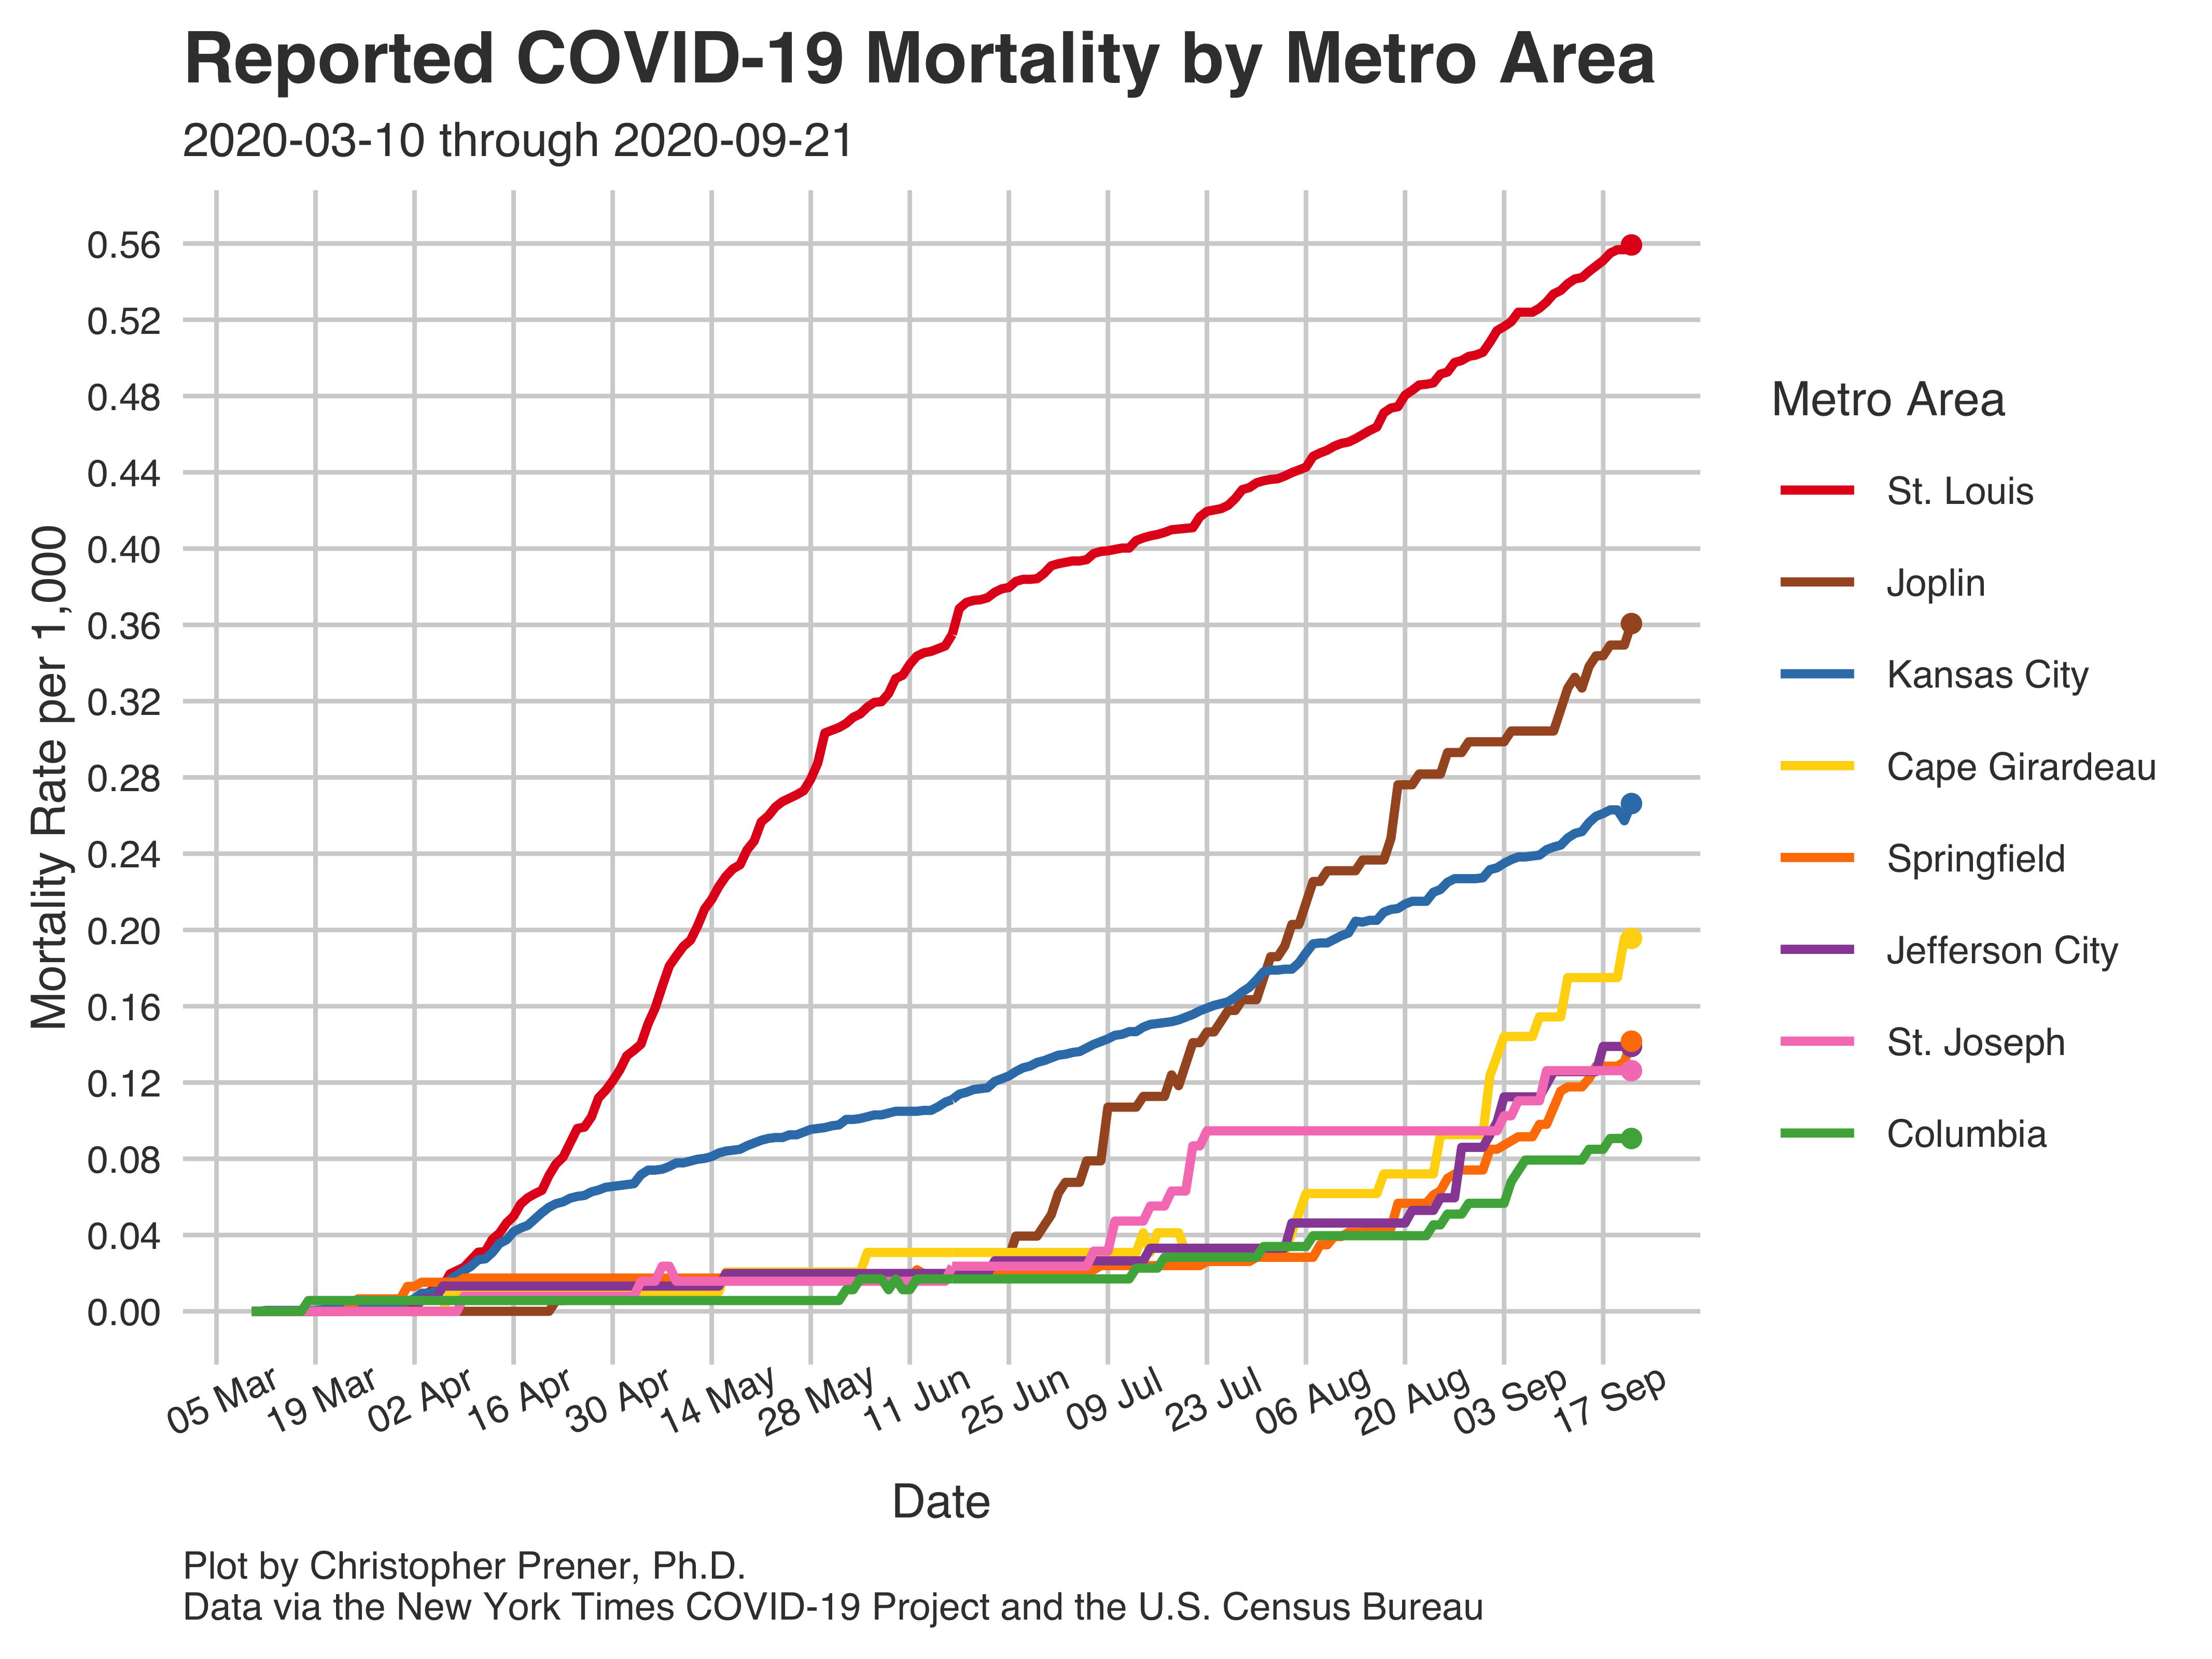 Reported COVID-19 Mortality by Metro Area
2020-03-10 through 2020-09-21
Mortality Rate per 1,000
0.56
0.52
0.48
0.44
0.40
0.36
0.32
0.28
0.24
0.20
0.16
0.12
0.08
0.04
0.00
05 Mar
19 Mar
02 Apr
16 Apr
30 Apr
14 May
28 May
11 Jun
25 Jun
09 Jul
23 Jul
06 Aug
20 Aug
03 Sep
17 Sep
Date
Metro Area
St. Louis
Joplin
Kansas City
Cape Girardeau
Springfield
Jefferson City
St. Joseph
Columbia
Plot by Christopher Prener, Ph.D.
Data via the New York Times COVID-19 Project and the U.S. Census Bureau